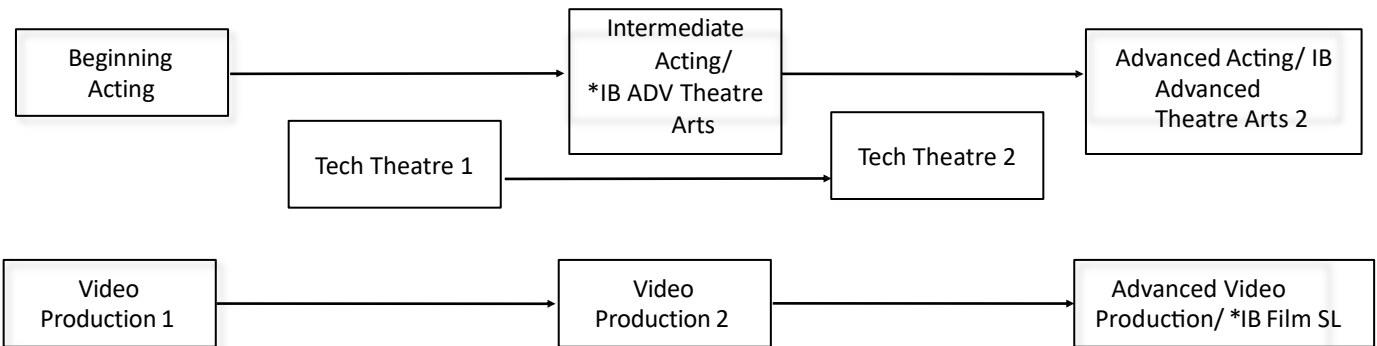 Beginning
Acting
Intermediate
Acting/
*IB ADV Theatre
Arts
Advanced Acting/ IB
Advanced
Theatre Arts 2
Tech Theatre 1
Tech Theatre 2
Video
Production 1
Video
Production 2
Advanced Video
Production/ *IB Film SL